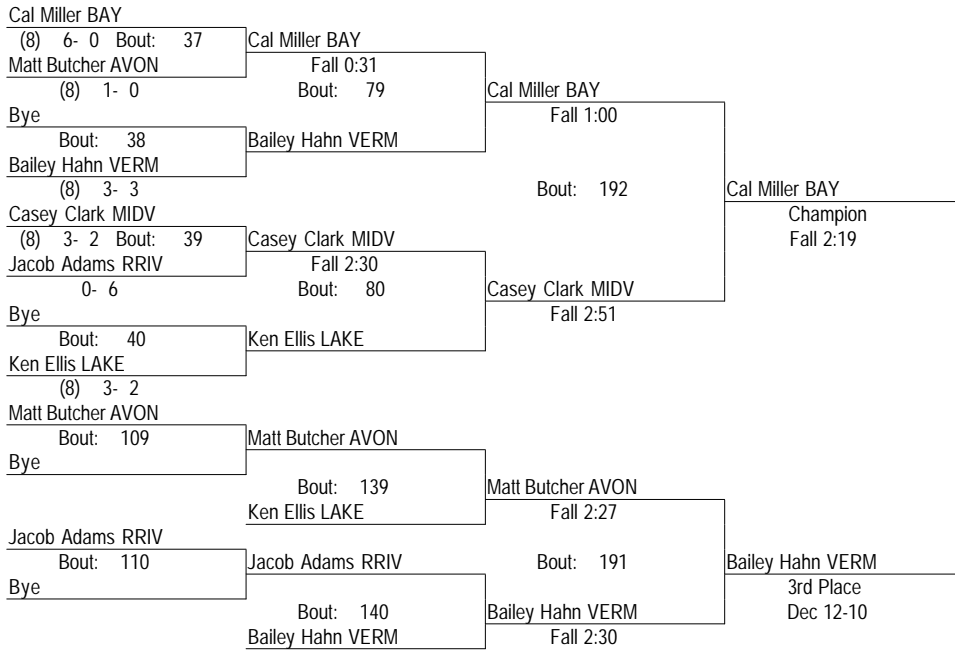 Cal Miller BAY
(8) 6- 0 Bout: 37 Cal Miller BAY
Matt Butcher AVON Fall 0:31
(8) 1- 0 Bout: 79 Cal Miller BAY
Bye Fall 1:00
Bout: 38 Bailey Hahn VERM
Bailey Hahn VERM
(8) 3- 3 Bout: 192 Cal Miller BAY
Casey Clark MIDV Champion
(8) 3- 2 Bout: 39 Casey Clark MIDV Fall 2:19
Jacob Adams RRIV Fall 2:30
0- 6 Bout: 80 Casey Clark MIDV
Bye Fall 2:51
Bout: 40 Ken Ellis LAKE
Ken Ellis LAKE
(8) 3- 2
Matt Butcher AVON
Bout: 109 Matt Butcher AVON
Bye
Bout: 139 Matt Butcher AVON
Ken Ellis LAKE Fall 2:27
Jacob Adams RRIV
Bout: 110 Jacob Adams RRIV Bout: 191 Bailey Hahn VERM
Bye 3rd Place
Bout: 140 Bailey Hahn VERM Dec 12-10
Bailey Hahn VERM Fall 2:30